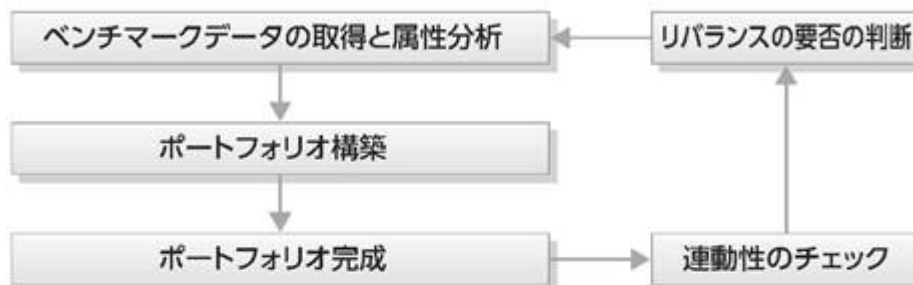 ベンチマークデータの取得と属性分析
リバランスの要否の判断
ポートフォリオ構築
ポートフォリオ完成
連動性のチェック